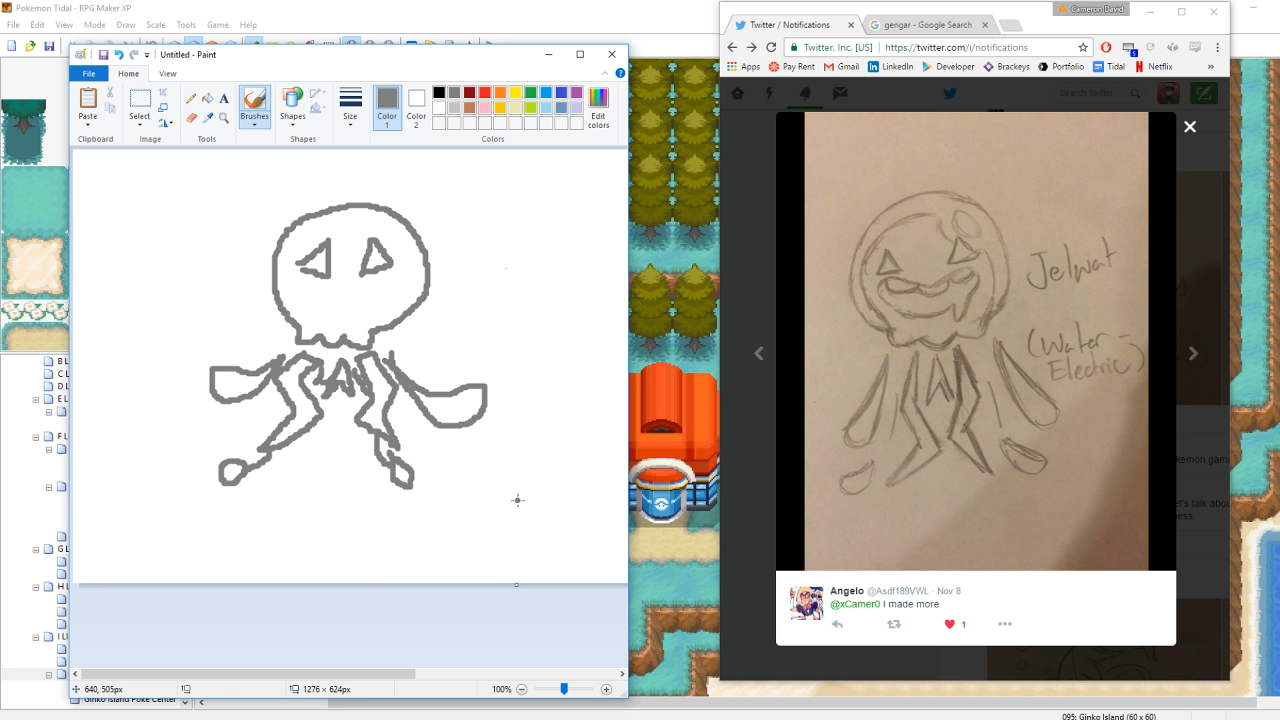 Pokemon Tidal - RPG Maker XP
File Edit View Mode Draw Scale Tools Game Help
Untitled - Paint
File Home View
Paste
Select
Brushes
Shapes
Size
Color 1
Color 2
Edit colors
Clipboard
Image
Tools
Shapes
Colors
640, 505px
1276 × 624px
100%
Ginko Island Poke Center
095: Ginko Island (60 x 60)
Cameron David
Twitter / Notifications
gengar - Google Search
Twitter, Inc. [US]
https://twitter.com/i/notifications
Apps Pay Rent Gmail LinkedIn Developer Brackeys Portfolio Tidal Netflix »
Search Twitter
Jelwat
(Water-
Electric)
Angelo @Asdf189VWL · Nov 8
@xCamer0 I made more
1